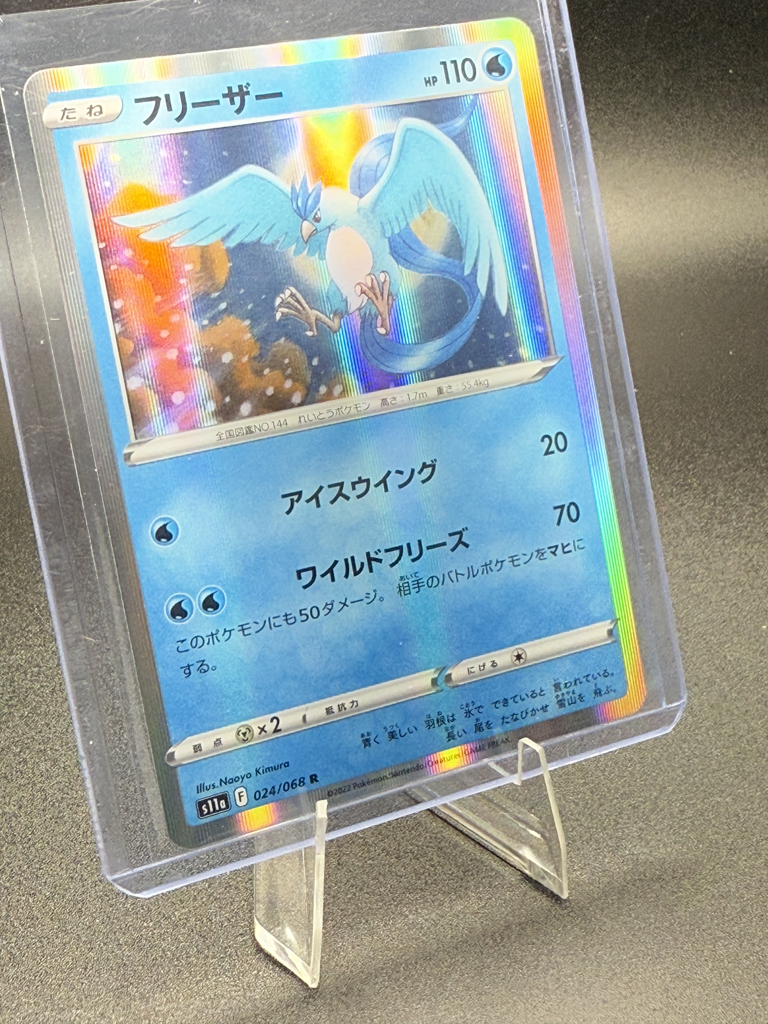 たね フリーザー HP 110
全国図鑑NO.144 れいとうポケモン 高さ:1.7m 重さ:55.4kg
アイスウイング 20
ワイルドフリーズ 70
このポケモンにも50ダメージ。相手のバトルポケモンをマヒに
する。
弱点 ×2 抵抗力 にげる
青く 美しい 羽根は 氷で できていると 言われている。
長い 尾を たなびかせ 雪山を 飛ぶ。
Illus. Naoyo Kimura
s11a F 024/068 R
©2022 Pokémon/Nintendo/Creatures/GAME FREAK